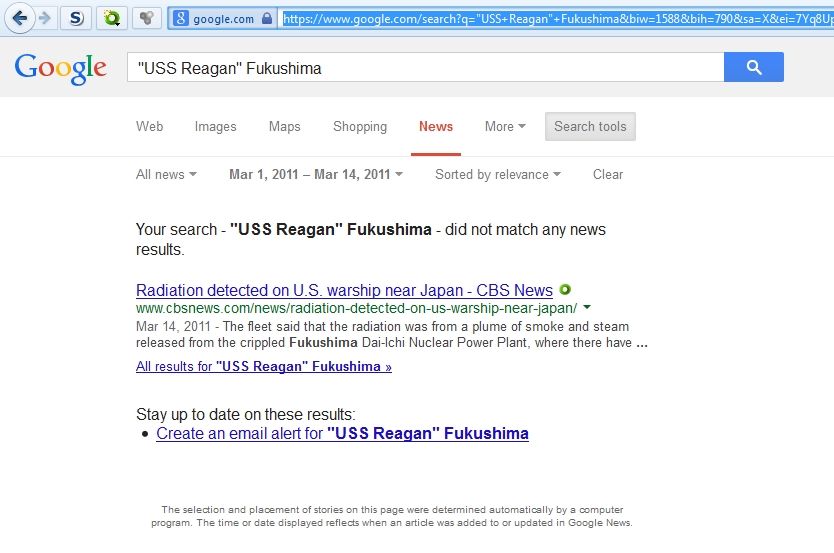 google.com https://www.google.com/search?q="USS+Reagan"+Fukushima&biw=1588&bih=790&sa=X&ei=7Yq8Up
Google "USS Reagan" Fukushima
Web Images Maps Shopping News More Search tools
All news Mar 1, 2011 – Mar 14, 2011 Sorted by relevance Clear
Your search - "USS Reagan" Fukushima - did not match any news
results.
Radiation detected on U.S. warship near Japan - CBS News
www.cbsnews.com/news/radiation-detected-on-us-warship-near-japan/
Mar 14, 2011 - The fleet said that the radiation was from a plume of smoke and steam
released from the crippled Fukushima Dai-Ichi Nuclear Power Plant, where there have ...
All results for "USS Reagan" Fukushima »
Stay up to date on these results:
• Create an email alert for "USS Reagan" Fukushima
The selection and placement of stories on this page were determined automatically by a computer
program. The time or date displayed reflects when an article was added to or updated in Google News.